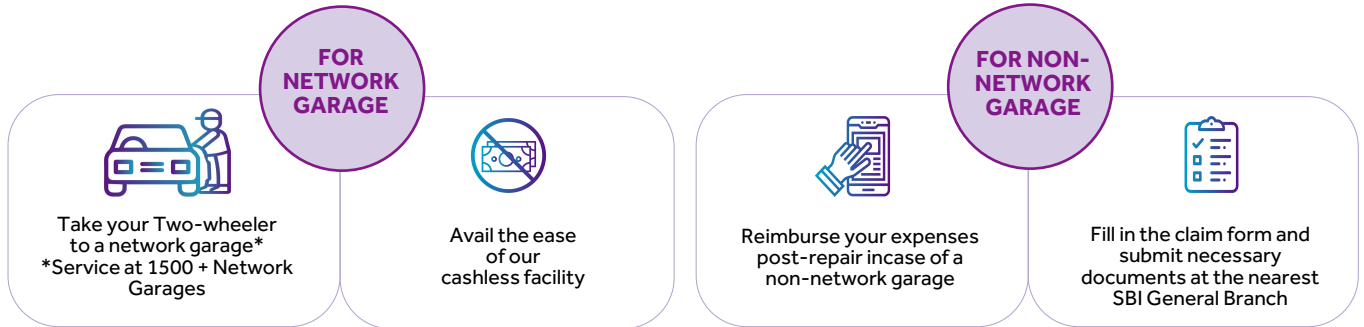 FOR
NETWORK
GARAGE
Take your Two-wheeler
to a network garage*
*Service at 1500 + Network
Garages
Avail the ease
of our
cashless facility
FOR NON-
NETWORK
GARAGE
Reimburse your expenses
post-repair incase of a
non-network garage
Fill in the claim form and
submit necessary
documents at the nearest
SBI General Branch